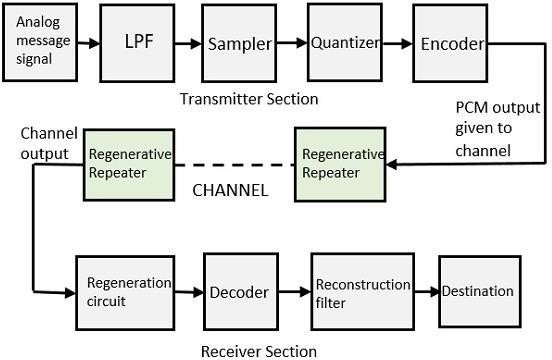 Analog
message
signal
LPF
Sampler
Quantizer
Encoder
Transmitter Section
PCM output
given to
channel
Channel
output
Regenerative
Repeater
CHANNEL
Regenerative
Repeater
Regeneration
circuit
Decoder
Reconstruction
filter
Destination
Receiver Section